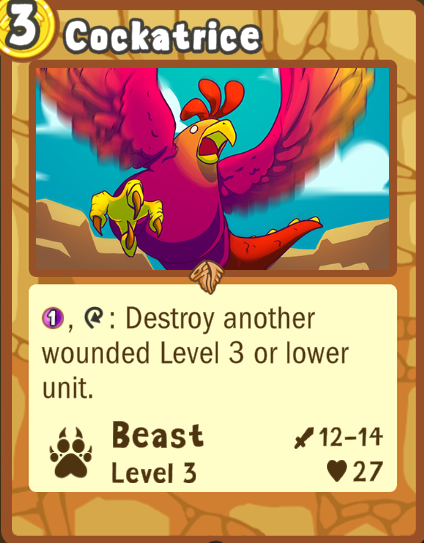 3 Cockatrice
1, : Destroy another
wounded Level 3 or lower
unit.
Beast 12–14
Level 3 27